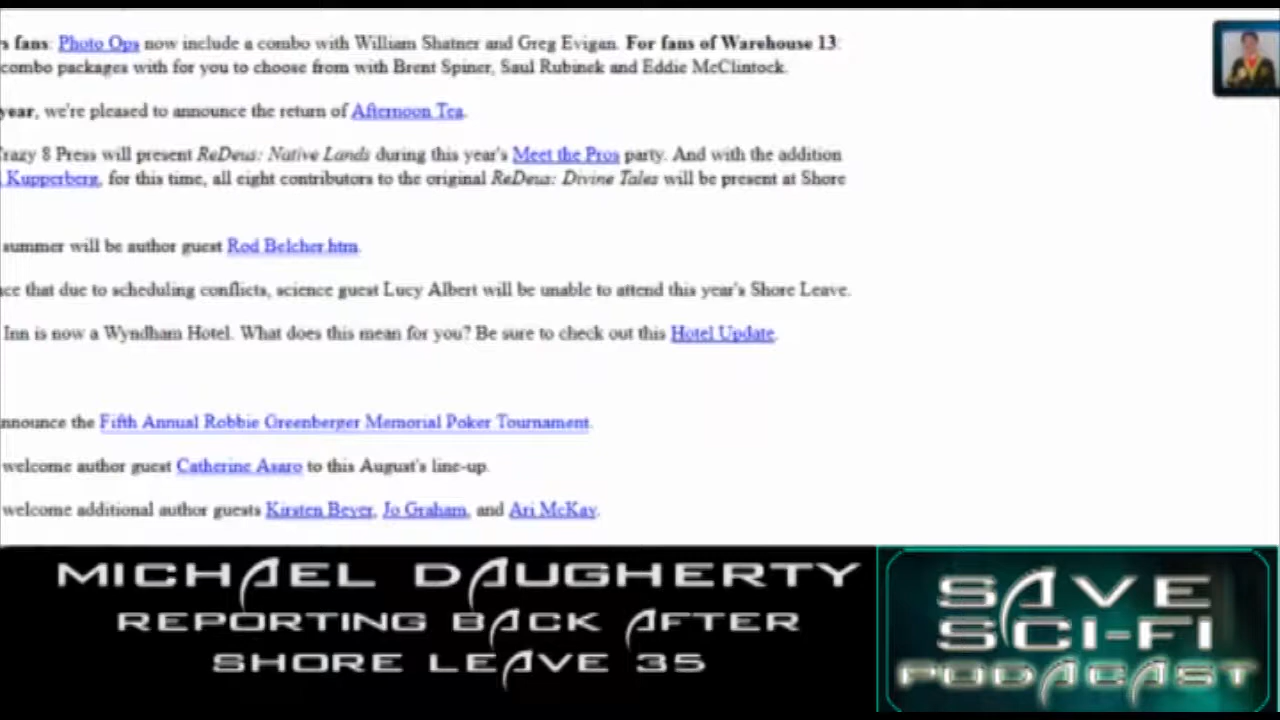 s fans: Photo Ops now include a combo with William Shatner and Greg Evigan. For fans of Warehouse 13:
combo packages with for you to choose from with Brent Spiner, Saul Rubinek and Eddie McClintock.
year, we're pleased to announce the return of Afternoon Tea.
Crazy 8 Press will present ReDeus: Native Lands during this year's Meet the Pros party. And with the addition
Kupperberg, for this time, all eight contributors to the original ReDeus: Divine Tales will be present at Shore
summer will be author guest Rod Belcher.htm.
ce that due to scheduling conflicts, science guest Lucy Albert will be unable to attend this year's Shore Leave.
Inn is now a Wyndham Hotel. What does this mean for you? Be sure to check out this Hotel Update.
nnounce the Fifth Annual Robbie Greenberger Memorial Poker Tournament.
welcome author guest Catherine Asaro to this August's line-up.
welcome additional author guests Kirsten Beyer, Jo Graham, and Ari McKay.
MICHAEL DAUGHERTY
REPORTING BACK AFTER
SHORE LEAVE 35
SAVE
SCI-FI
PODACAST